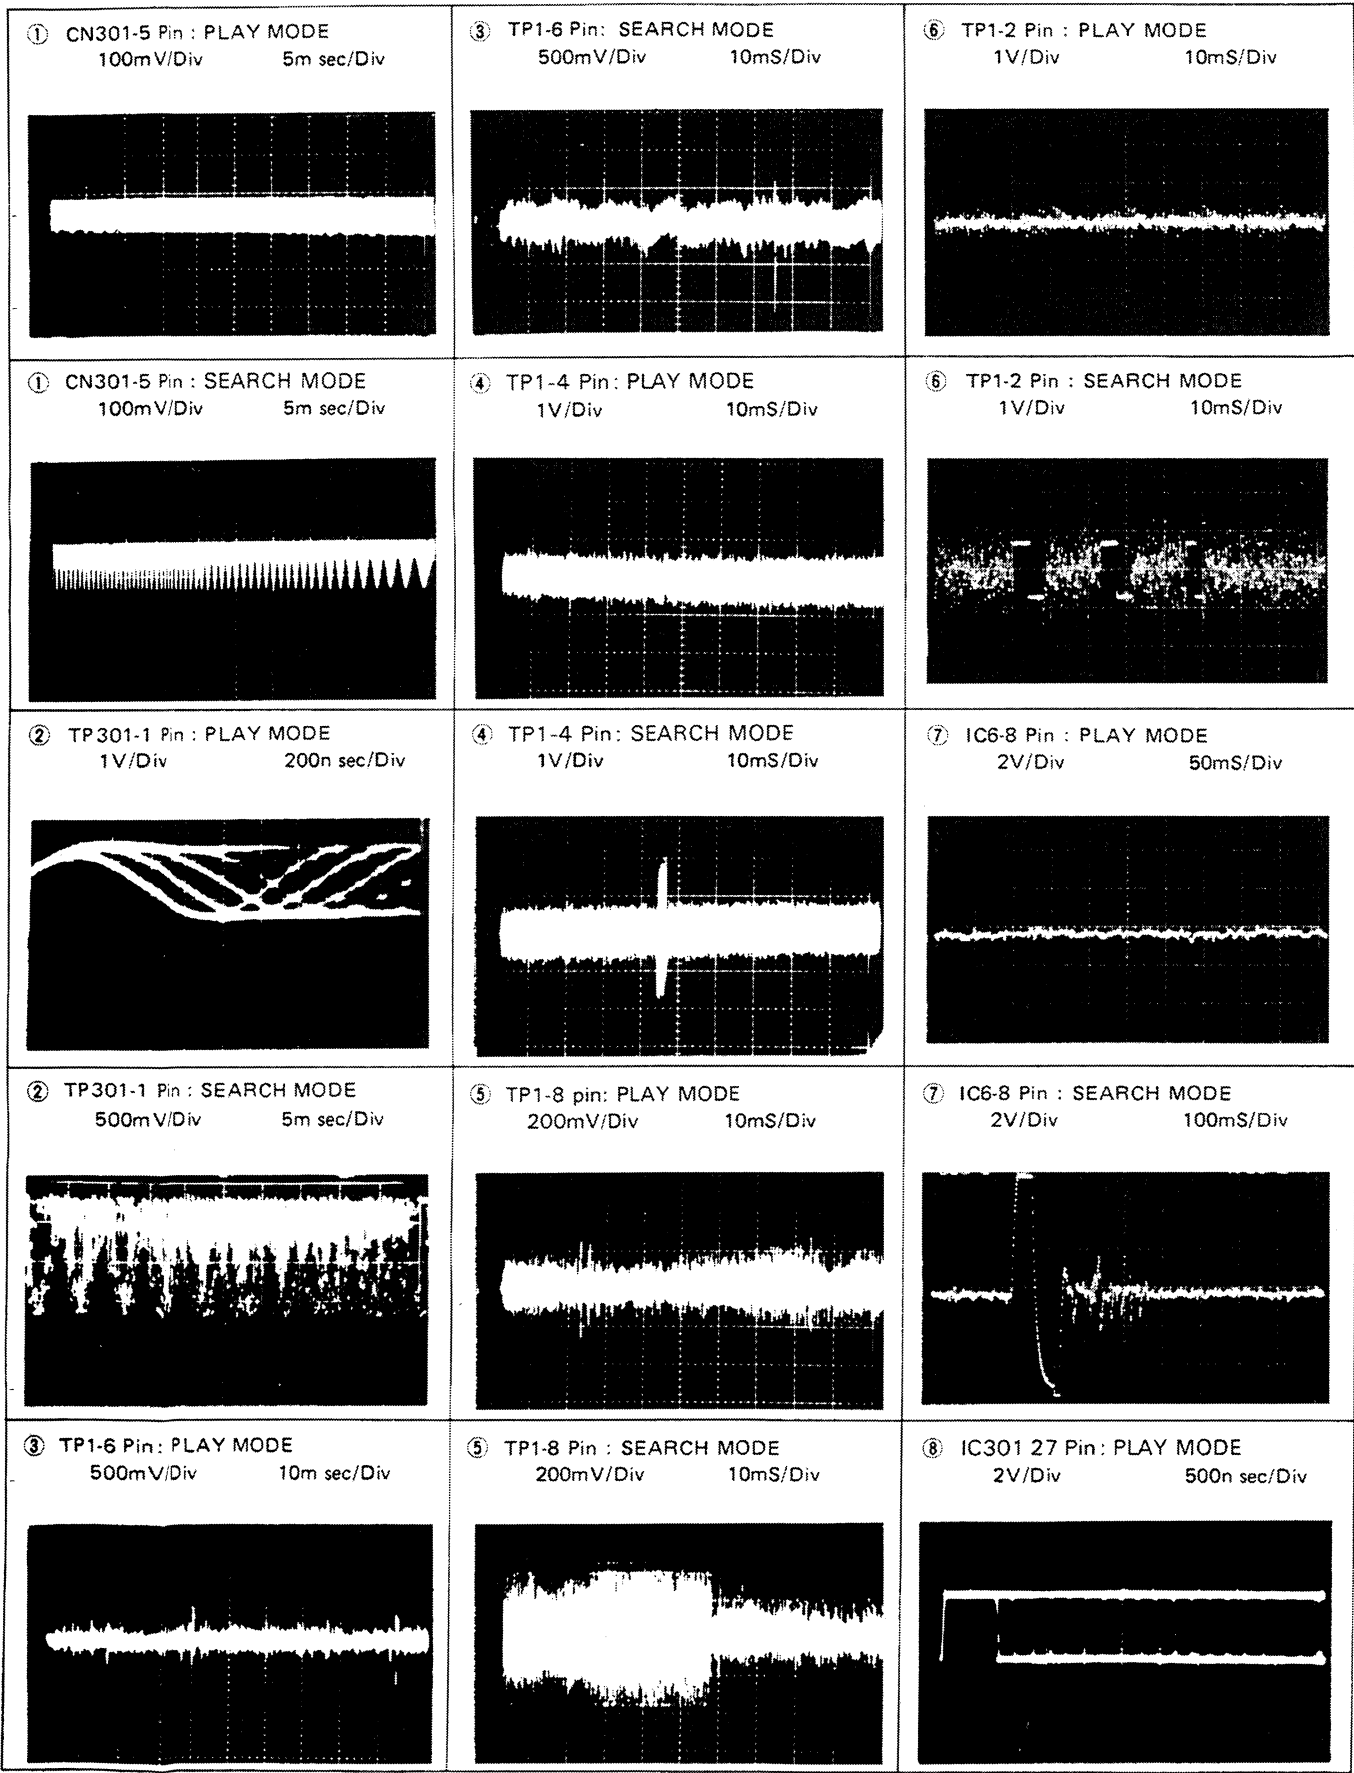 ① CN301-5 Pin : PLAY MODE
100mV/Div 5m sec/Div
① CN301-5 Pin : SEARCH MODE
100mV/Div 5m sec/Div
② TP301-1 Pin : PLAY MODE
1V/Div 200n sec/Div
② TP301-1 Pin : SEARCH MODE
500mV/Div 5m sec/Div
③ TP1-6 Pin : PLAY MODE
500mV/Div 10m sec/Div
③ TP1-6 Pin: SEARCH MODE
500mV/Div 10mS/Div
④ TP1-4 Pin: PLAY MODE
1V/Div 10mS/Div
④ TP1-4 Pin: SEARCH MODE
1V/Div 10mS/Div
⑤ TP1-8 pin: PLAY MODE
200mV/Div 10mS/Div
⑤ TP1-8 Pin : SEARCH MODE
200mV/Div 10mS/Div
⑥ TP1-2 Pin : PLAY MODE
1V/Div 10mS/Div
⑥ TP1-2 Pin : SEARCH MODE
1V/Div 10mS/Div
⑦ IC6-8 Pin : PLAY MODE
2V/Div 50mS/Div
⑦ IC6-8 Pin : SEARCH MODE
2V/Div 100mS/Div
⑧ IC301 27 Pin : PLAY MODE
2V/Div 500n sec/Div